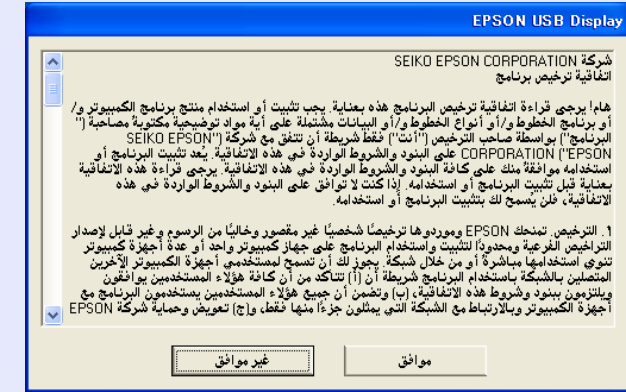 EPSON USB Display
شركة SEIKO EPSON CORPORATION
اتفاقية ترخيص برنامج
هام! يرجى قراءة اتفاقية ترخيص البرنامج هذه بعناية. يجب تثبيت أو استخدام منتج برنامج الكمبيوتر و/
أو برنامج الخطوط و/أو أنواع الخطوط و/أو البيانات مشتملة على أية مواد توضيحية مكتوبة مصاحبة ("
البرنامج") بواسطة صاحب الترخيص ("أنت") فقط شريطة أن تتفق مع شركة SEIKO EPSON")
CORPORATION ("EPSON على البنود والشروط الواردة في هذه الاتفاقية. يُعد تثبيت البرنامج أو
استخدامه موافقةً منك على كافة البنود والشروط الواردة في هذه الاتفاقية. يرجى قراءة هذه الاتفاقية
بعناية قبل تثبيت البرنامج أو استخدامه. إذا كنت لا توافق على البنود والشروط الواردة في هذه
الاتفاقية، فلن يُسمح لك بتثبيت البرنامج أو استخدامه.
١. الترخيص. تمنحك EPSON وموردوها ترخيصًا شخصيًا غير مقصور وخاليًا من الرسوم وغير قابل لإصدار
التراخيص الفرعية ومحدودًا لتثبيت واستخدام البرنامج على جهاز كمبيوتر واحد أو عدة أجهزة كمبيوتر
تنوي استخدامها مباشرةً أو من خلال شبكة. يجوز لك أن تسمح لمستخدمي أجهزة الكمبيوتر الآخرين
المتصلين بالشبكة باستخدام البرنامج شريطة أن (أ) تتأكد من أن كافة هؤلاء المستخدمين يوافقون
ويلتزمون ببنود وشروط هذه الاتفاقية، (ب) وتضمن أن جميع هؤلاء المستخدمين يستخدمون البرنامج مع
أجهزة الكمبيوتر وبالارتباط مع الشبكة التي يمثلون جزءًا منها فقط، و(ج) تعويض وحماية شركة EPSON
موافق
غير موافق